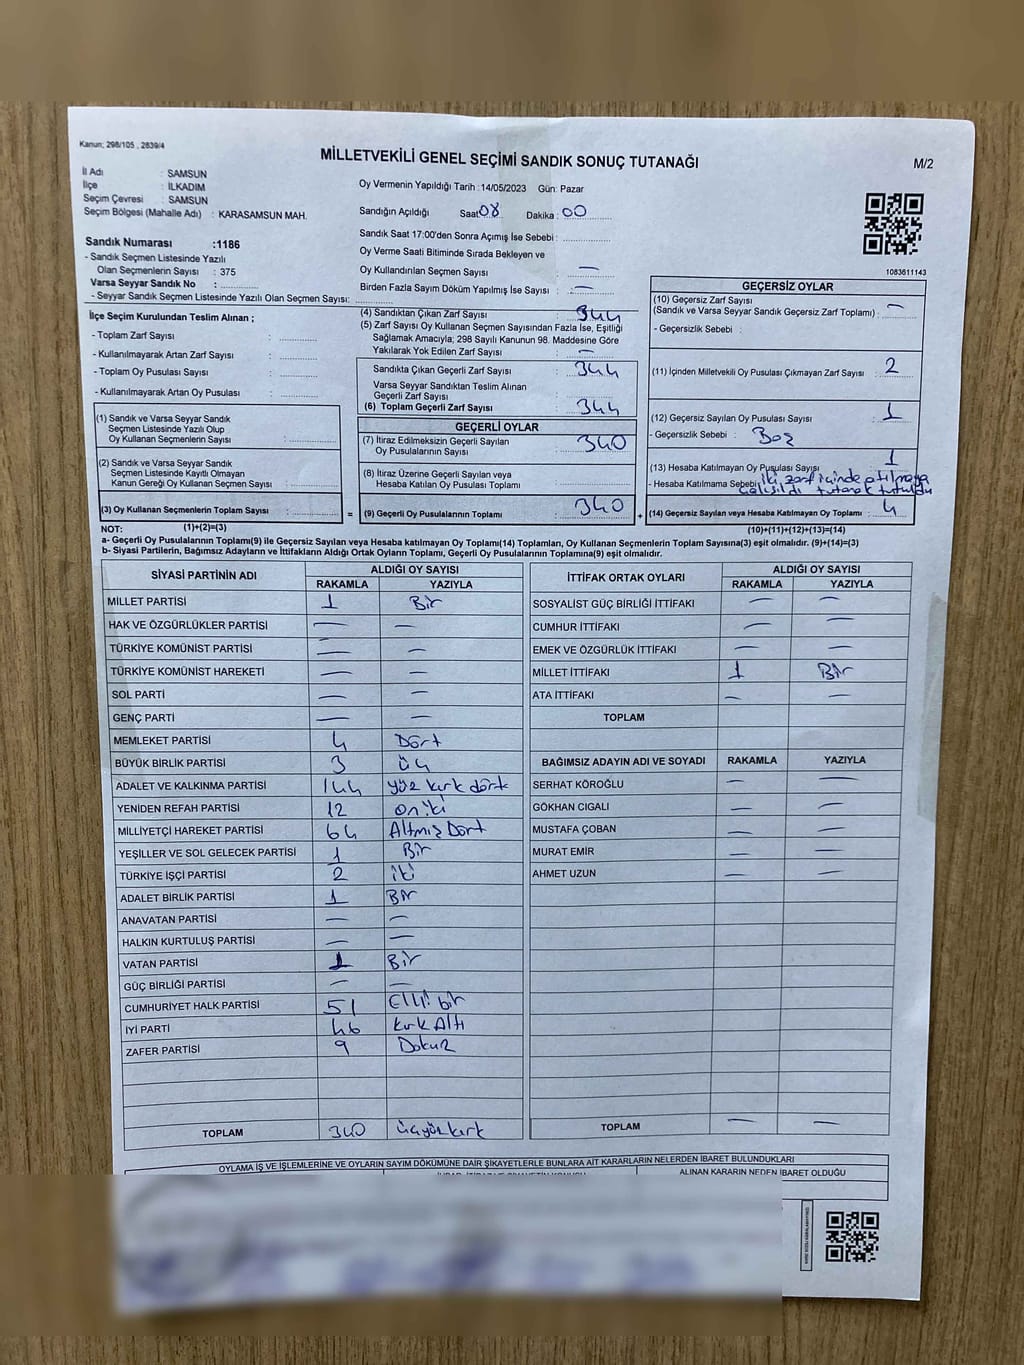 Kanun; 298/105 , 2839/4
MİLLETVEKİLİ GENEL SEÇİMİ SANDIK SONUÇ TUTANAĞI
M/2
İl Adı : SAMSUN
İlçe : İLKADIM
Seçim Çevresi : SAMSUN
Seçim Bölgesi (Mahalle Adı) : KARASAMSUN MAH.
Sandık Numarası :1186
- Sandık Seçmen Listesinde Yazılı
Olan Seçmenlerin Sayısı : 375
Varsa Seyyar Sandık No :
- Seyyar Sandık Seçmen Listesinde Yazılı Olan Seçmen Sayısı:
Oy Vermenin Yapıldığı Tarih :14/05/2023 Gün: Pazar
Sandığın Açıldığı Saat 08 Dakika : 00
Sandık Saat 17:00'den Sonra Açımış İse Sebebi :
Oy Verme Saati Bitiminde Sırada Bekleyen ve
Oy Kullandırılan Seçmen Sayısı : —
Birden Fazla Sayım Döküm Yapılmış İse Sayısı : —
1083611143
İlçe Seçim Kurulundan Teslim Alınan ;
- Toplam Zarf Sayısı :
- Kullanılmayarak Artan Zarf Sayısı :
- Toplam Oy Pusulası Sayısı :
- Kullanılmayarak Artan Oy Pusulası :
(1) Sandık ve Varsa Seyyar Sandık
Seçmen Listesinde Yazılı Olup
Oy Kullanan Seçmenlerin Sayısı :
(2) Sandık ve Varsa Seyyar Sandık
Seçmen Listesinde Kayıtlı Olmayan
Kanun Gereği Oy Kullanan Seçmen Sayısı :
(3) Oy Kullanan Seçmenlerin Toplam Sayısı :
(1)+(2)=(3)
(4) Sandıktan Çıkan Zarf Sayısı : 344
(5) Zarf Sayısı Oy Kullanan Seçmen Sayısından Fazla İse, Eşitliği
Sağlamak Amacıyla; 298 Sayılı Kanunun 98. Maddesine Göre
Yakılarak Yok Edilen Zarf Sayısı : —
Sandıkta Çıkan Geçerli Zarf Sayısı : 344
Varsa Seyyar Sandıktan Teslim Alınan
Geçerli Zarf Sayısı :
(6) Toplam Geçerli Zarf Sayısı : 344
GEÇERLİ OYLAR
(7) İtiraz Edilmeksizin Geçerli Sayılan
Oy Pusulalarının Sayısı : 340
(8) İtiraz Üzerine Geçerli Sayılan veya
Hesaba Katılan Oy Pusulası Toplamı :
= (9) Geçerli Oy Pusulalarının Toplamı : 340
GEÇERSİZ OYLAR
(10) Geçersiz Zarf Sayısı
(Sandık ve Varsa Seyyar Sandık Geçersiz Zarf Toplamı) : —
- Geçersizlik Sebebi :
(11) İçinden Milletvekili Oy Pusulası Çıkmayan Zarf Sayısı : 2
(12) Geçersiz Sayılan Oy Pusulası Sayısı : 1
- Geçersizlik Sebebi : Boş
(13) Hesaba Katılmayan Oy Pusulası Sayısı : 1
- Hesaba Katılmama Sebebi : iki zarf içinde atılmaya
çalışıldı tutanak tutuldu
+ (14) Geçersiz Sayılan veya Hesaba Katılmayan Oy Toplamı : 4
(10)+(11)+(12)+(13)=(14)
NOT:
a- Geçerli Oy Pusulalarının Toplamı(9) ile Geçersiz Sayılan veya Hesaba katılmayan Oy Toplamı(14) Toplamları, Oy Kullanan Seçmenlerin Toplam Sayısına(3) eşit olmalıdır. (9)+(14)=(3)
b- Siyasi Partilerin, Bağımsız Adayların ve İttifakların Aldığı Ortak Oyların Toplamı, Geçerli Oy Pusulalarının Toplamına(9) eşit olmalıdır.
SİYASİ PARTİNİN ADI ALDIĞI OY SAYISI
RAKAMLA YAZIYLA
MİLLET PARTİSİ 1 Bir
HAK VE ÖZGÜRLÜKLER PARTİSİ — —
TÜRKİYE KOMÜNİST PARTİSİ — —
TÜRKİYE KOMÜNİST HAREKETİ — —
SOL PARTİ — —
GENÇ PARTİ — —
MEMLEKET PARTİSİ 4 Dört
BÜYÜK BİRLİK PARTİSİ 3 Üç
ADALET VE KALKINMA PARTİSİ 144 yüz kırk dört
YENİDEN REFAH PARTİSİ 12 on iki
MİLLİYETÇİ HAREKET PARTİSİ 64 Altmış Dört
YEŞİLLER VE SOL GELECEK PARTİSİ 1 Bir
TÜRKİYE İŞÇİ PARTİSİ 2 iki
ADALET BİRLİK PARTİSİ 1 Bir
ANAVATAN PARTİSİ — —
HALKIN KURTULUŞ PARTİSİ — —
VATAN PARTİSİ 1 Bir
GÜÇ BİRLİĞİ PARTİSİ — —
CUMHURİYET HALK PARTİSİ 51 Elli bir
İYİ PARTİ 46 kırk Altı
ZAFER PARTİSİ 9 Dokuz
TOPLAM 340 üçyüz kırk
İTTİFAK ORTAK OYLARI ALDIĞI OY SAYISI
RAKAMLA YAZIYLA
SOSYALİST GÜÇ BİRLİĞİ İTTİFAKI — —
CUMHUR İTTİFAKI — —
EMEK VE ÖZGÜRLÜK İTTİFAKI — —
MİLLET İTTİFAKI 1 Bir
ATA İTTİFAKI — —
TOPLAM
BAĞIMSIZ ADAYIN ADI VE SOYADI RAKAMLA YAZIYLA
SERHAT KÖROĞLU — —
GÖKHAN CIGALI — —
MUSTAFA ÇOBAN — —
MURAT EMİR — —
AHMET UZUN — —
TOPLAM — —
OYLAMA İŞ VE İŞLEMLERİNE VE OYLARIN SAYIM DÖKÜMÜNE DAİR ŞİKAYETLERLE BUNLARA AİT KARARLARIN NELERDEN İBARET BULUNDUKLARI
ALINAN KARARIN NEDEN İBARET OLDUĞU